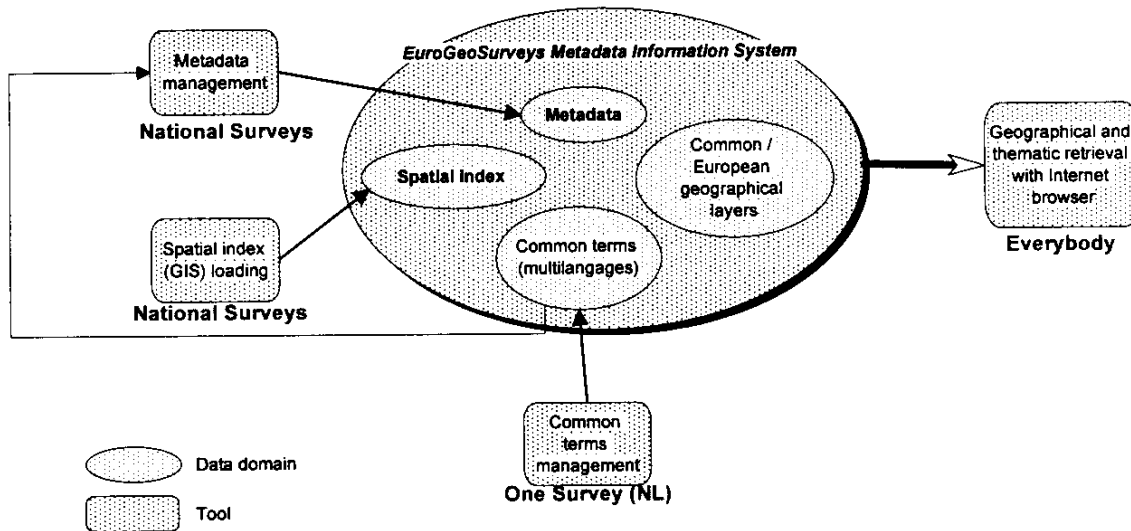 EuroGeoSurveys Metadata Information System
Metadata
management
National Surveys
Metadata
Spatial index
Common /
European
geographical
layers
Geographical and
thematic retrieval
with Internet
browser
Everybody
Spatial index
(GIS) loading
National Surveys
Common terms
(multilangages)
Common
terms
management
One Survey (NL)
Data domain
Tool